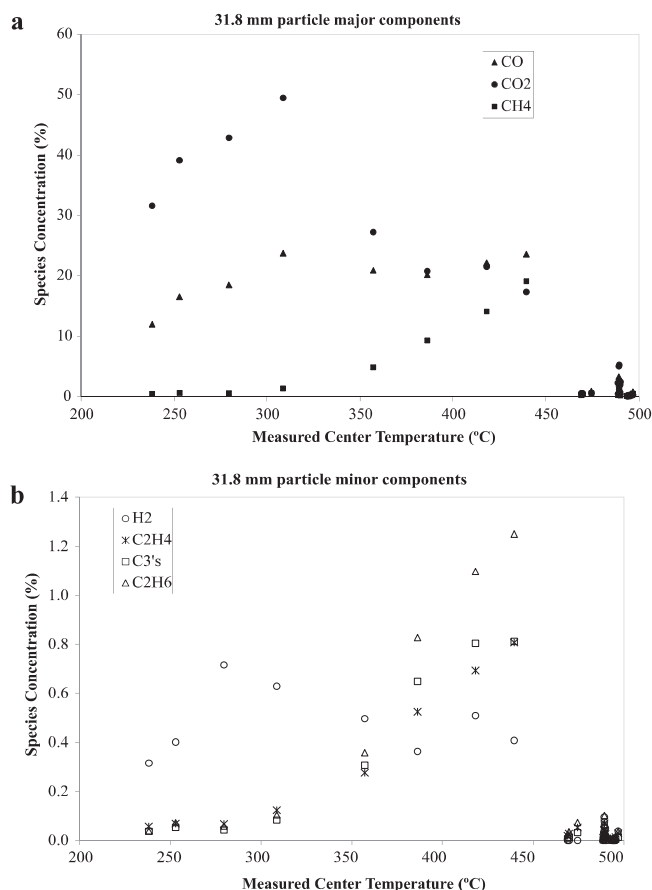 a
31.8 mm particle major components
60
50
40
30
20
10
0
Species Concentration (%)
CO
CO2
CH4
200 250 300 350 400 450 500
Measured Center Temperature (ºC)
b
31.8 mm particle minor components
1.4
1.2
1.0
0.8
0.6
0.4
0.2
0.0
Species Concentration (%)
H2
C2H4
C3's
C2H6
200 250 300 350 400 450 500
Measured Center Temperature (ºC)